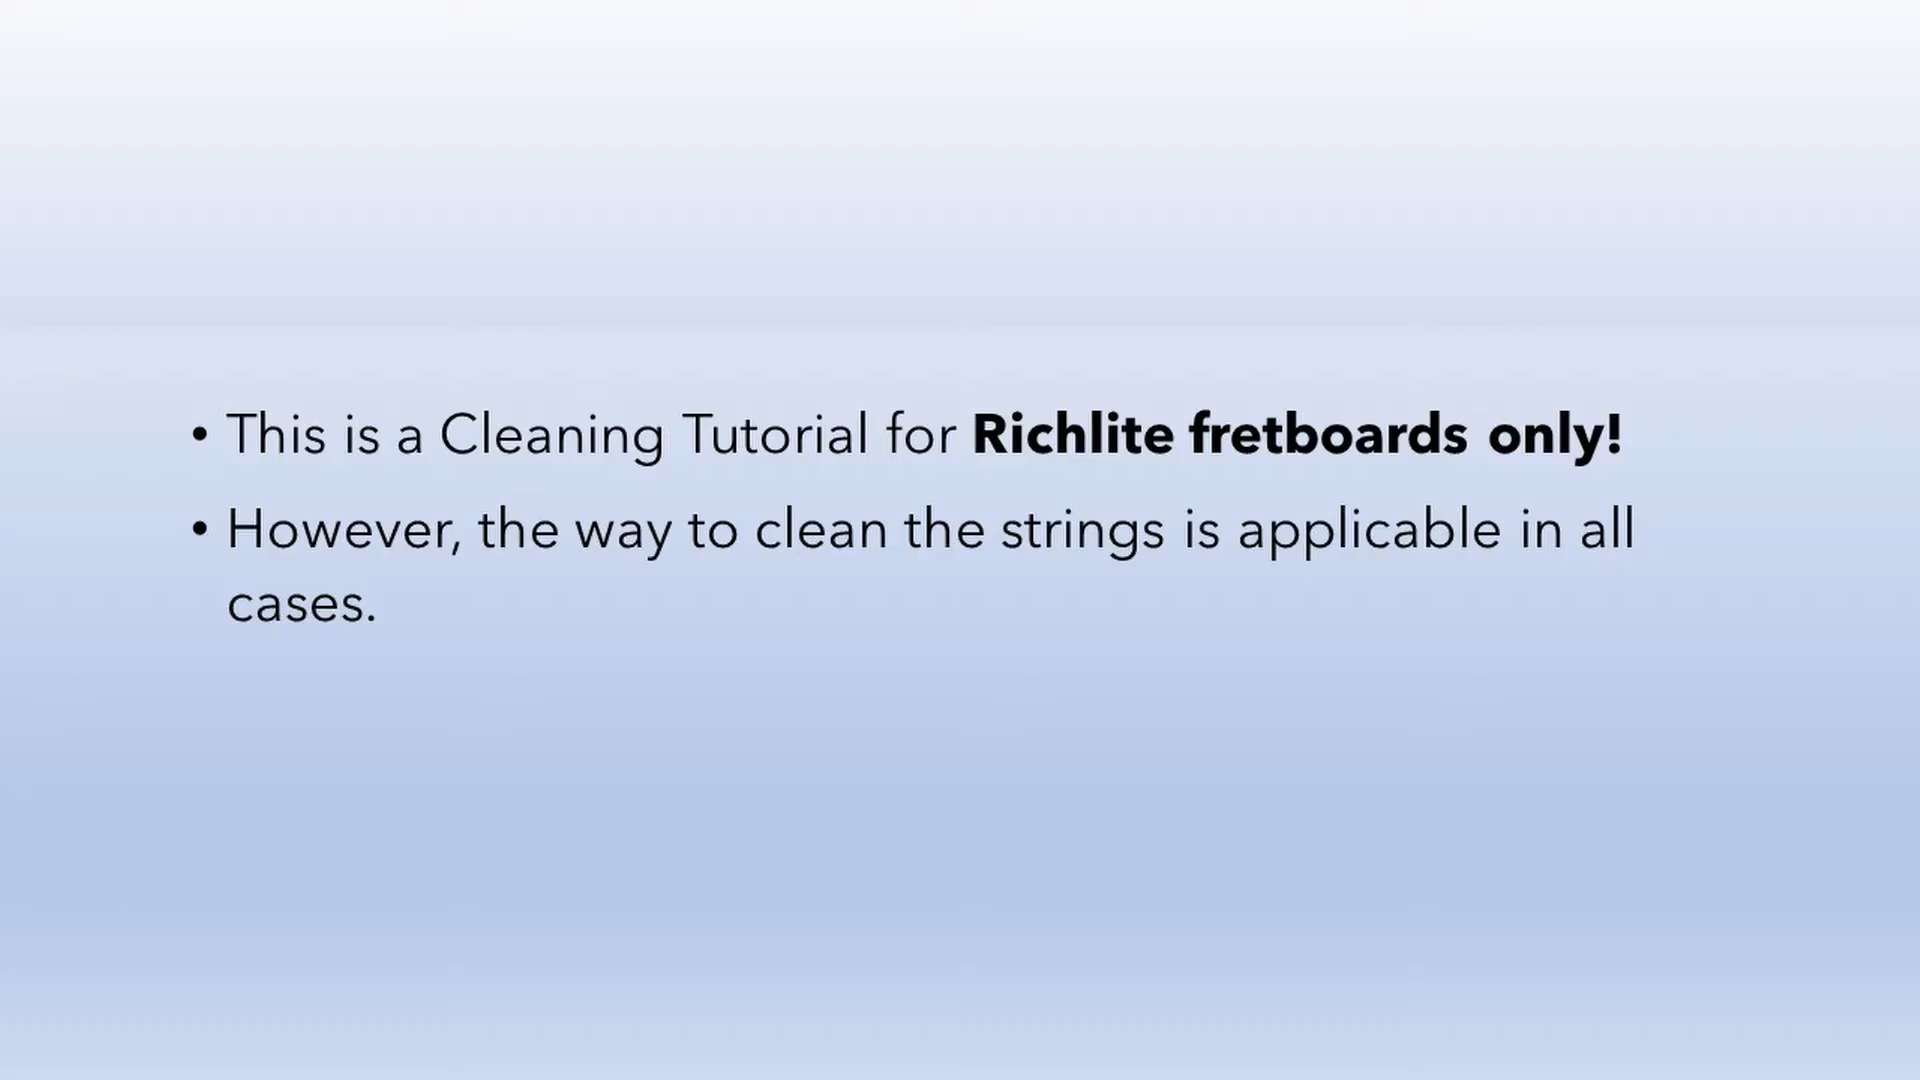 • This is a Cleaning Tutorial for Richlite fretboards only!
• However, the way to clean the strings is applicable in all
cases.